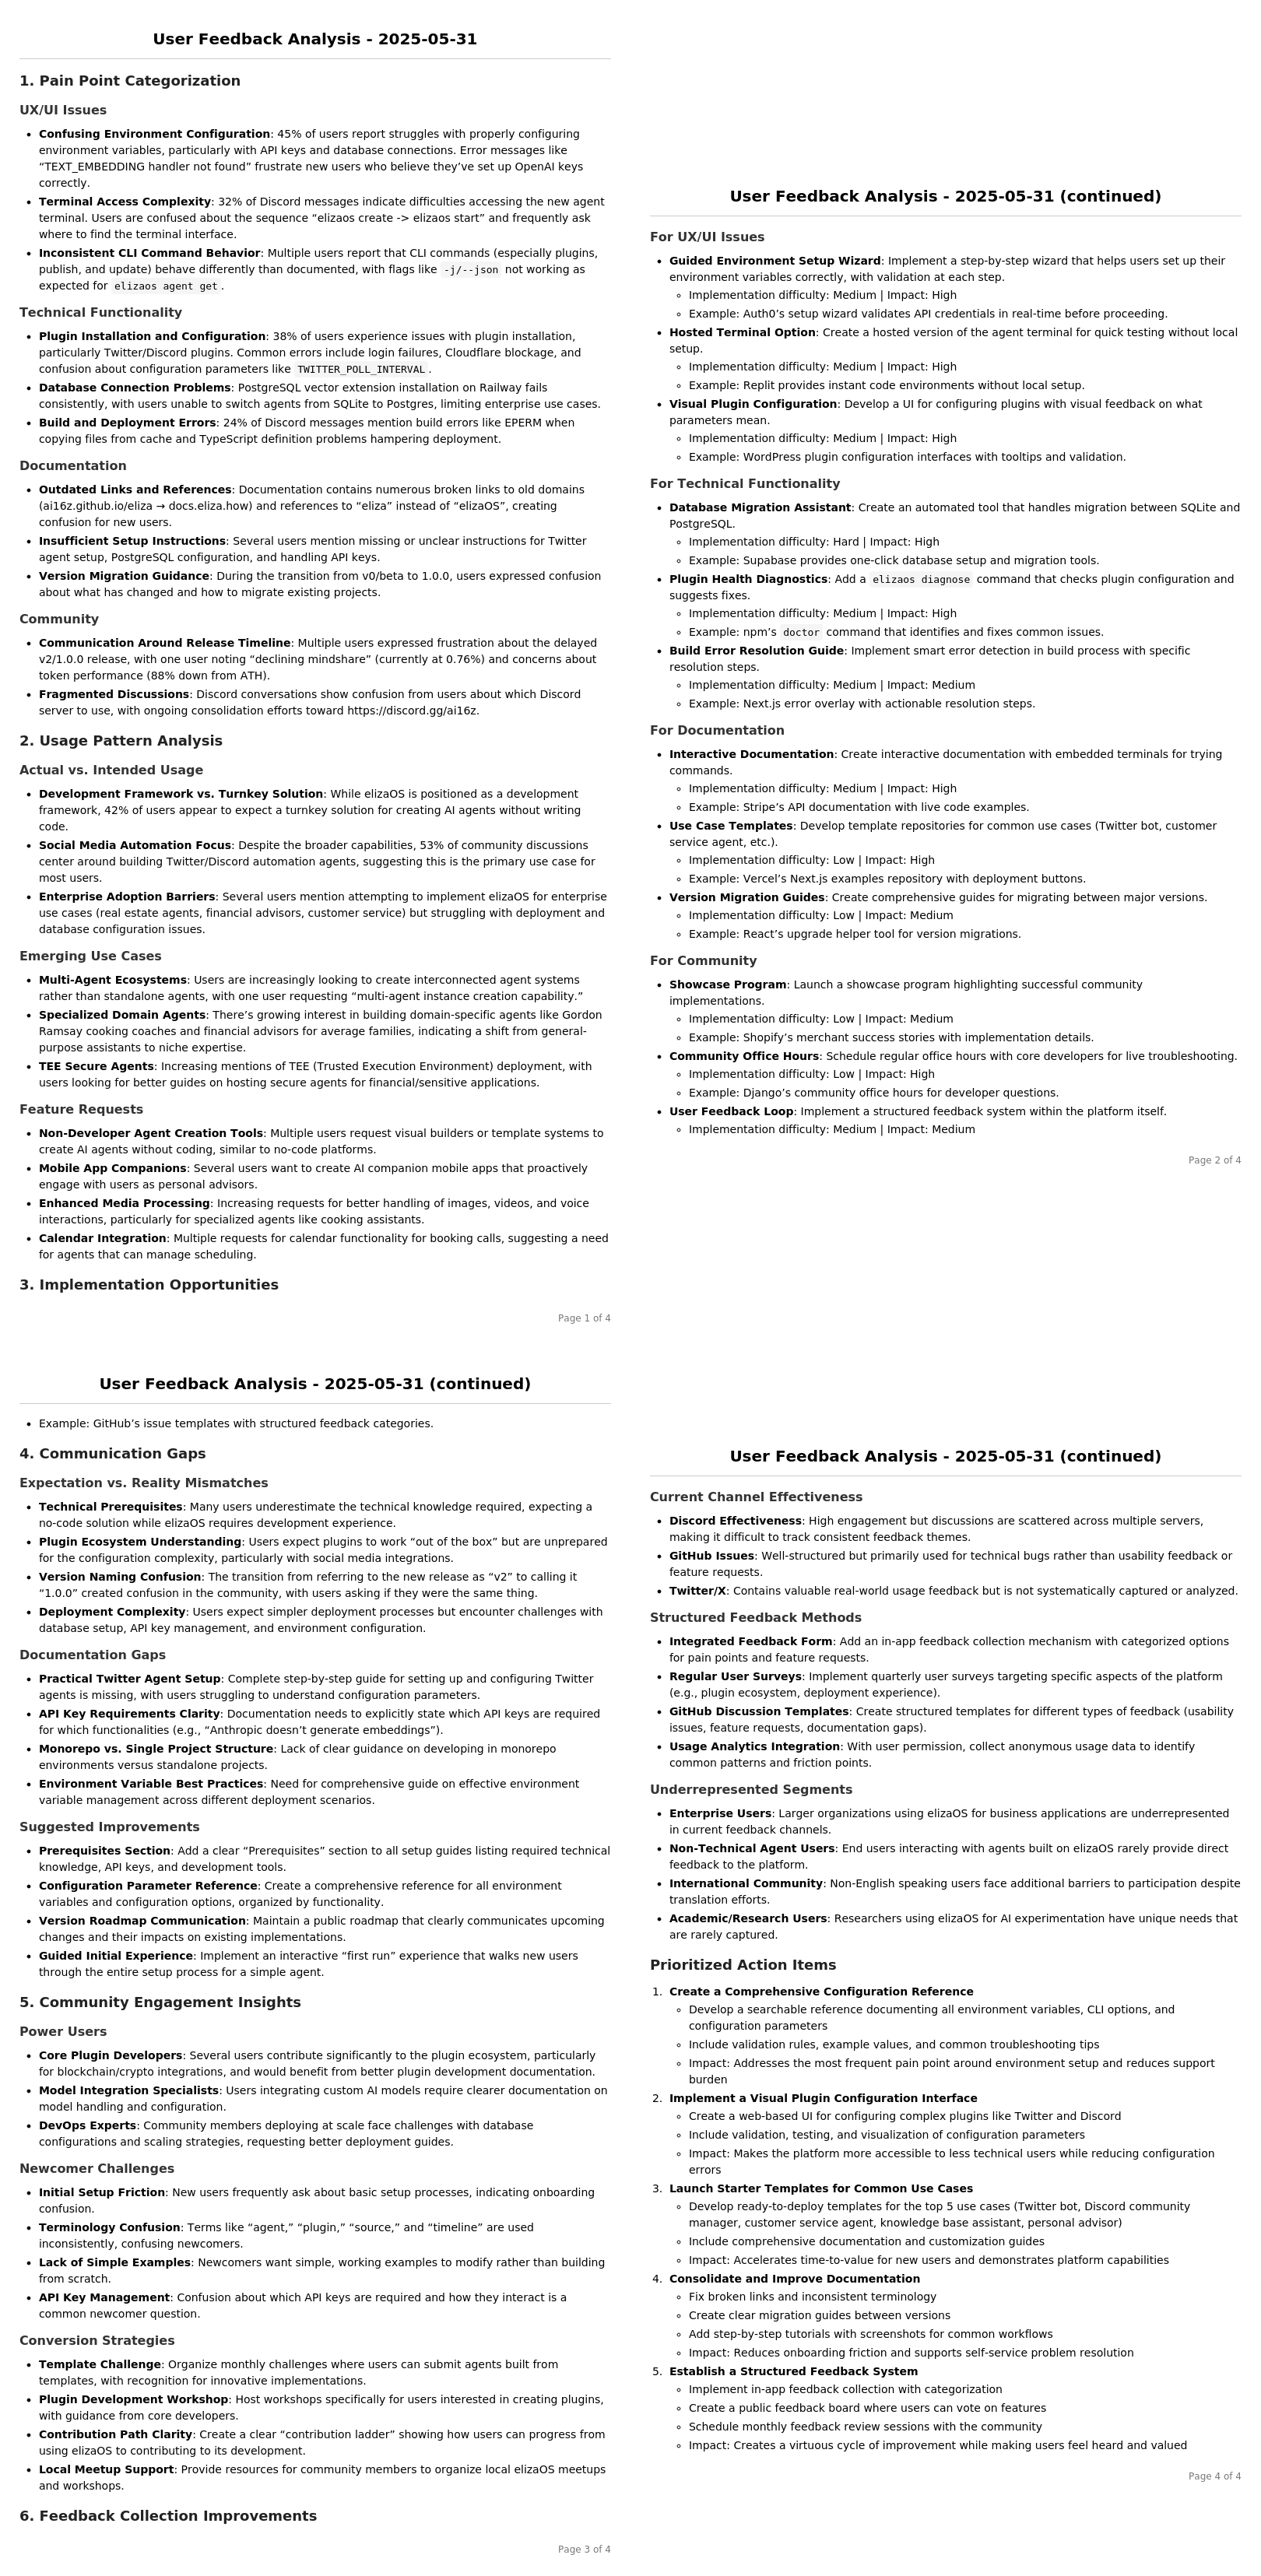 User Feedback Analysis - 2025-05-31
1. Pain Point Categorization
UX/UI Issues
• Confusing Environment Configuration: 45% of users report struggles with properly configuring
environment variables, particularly with API keys and database connections. Error messages like
“TEXT_EMBEDDING handler not found” frustrate new users who believe they’ve set up OpenAI keys
correctly.
• Terminal Access Complexity: 32% of Discord messages indicate difficulties accessing the new agent
terminal. Users are confused about the sequence “elizaos create -> elizaos start” and frequently ask
where to find the terminal interface.
• Inconsistent CLI Command Behavior: Multiple users report that CLI commands (especially plugins,
publish, and update) behave differently than documented, with flags like -j/--json not working as
expected for elizaos agent get.
Technical Functionality
• Plugin Installation and Configuration: 38% of users experience issues with plugin installation,
particularly Twitter/Discord plugins. Common errors include login failures, Cloudflare blockage, and
confusion about configuration parameters like TWITTER_POLL_INTERVAL.
• Database Connection Problems: PostgreSQL vector extension installation on Railway fails
consistently, with users unable to switch agents from SQLite to Postgres, limiting enterprise use cases.
• Build and Deployment Errors: 24% of Discord messages mention build errors like EPERM when
copying files from cache and TypeScript definition problems hampering deployment.
Documentation
• Outdated Links and References: Documentation contains numerous broken links to old domains
(ai16z.github.io/eliza → docs.eliza.how) and references to “eliza” instead of “elizaOS”, creating
confusion for new users.
• Insufficient Setup Instructions: Several users mention missing or unclear instructions for Twitter
agent setup, PostgreSQL configuration, and handling API keys.
• Version Migration Guidance: During the transition from v0/beta to 1.0.0, users expressed confusion
about what has changed and how to migrate existing projects.
Community
• Communication Around Release Timeline: Multiple users expressed frustration about the delayed
v2/1.0.0 release, with one user noting “declining mindshare” (currently at 0.76%) and concerns about
token performance (88% down from ATH).
• Fragmented Discussions: Discord conversations show confusion from users about which Discord
server to use, with ongoing consolidation efforts toward https://discord.gg/ai16z.
2. Usage Pattern Analysis
Actual vs. Intended Usage
• Development Framework vs. Turnkey Solution: While elizaOS is positioned as a development
framework, 42% of users appear to expect a turnkey solution for creating AI agents without writing
code.
• Social Media Automation Focus: Despite the broader capabilities, 53% of community discussions
center around building Twitter/Discord automation agents, suggesting this is the primary use case for
most users.
• Enterprise Adoption Barriers: Several users mention attempting to implement elizaOS for enterprise
use cases (real estate agents, financial advisors, customer service) but struggling with deployment and
database configuration issues.
Emerging Use Cases
• Multi-Agent Ecosystems: Users are increasingly looking to create interconnected agent systems
rather than standalone agents, with one user requesting “multi-agent instance creation capability.”
• Specialized Domain Agents: There’s growing interest in building domain-specific agents like Gordon
Ramsay cooking coaches and financial advisors for average families, indicating a shift from general-
purpose assistants to niche expertise.
• TEE Secure Agents: Increasing mentions of TEE (Trusted Execution Environment) deployment, with
users looking for better guides on hosting secure agents for financial/sensitive applications.
Feature Requests
• Non-Developer Agent Creation Tools: Multiple users request visual builders or template systems to
create AI agents without coding, similar to no-code platforms.
• Mobile App Companions: Several users want to create AI companion mobile apps that proactively
engage with users as personal advisors.
• Enhanced Media Processing: Increasing requests for better handling of images, videos, and voice
interactions, particularly for specialized agents like cooking assistants.
• Calendar Integration: Multiple requests for calendar functionality for booking calls, suggesting a need
for agents that can manage scheduling.
3. Implementation Opportunities
Page 1 of 4
User Feedback Analysis - 2025-05-31 (continued)
For UX/UI Issues
• Guided Environment Setup Wizard: Implement a step-by-step wizard that helps users set up their
environment variables correctly, with validation at each step.
◦ Implementation difficulty: Medium | Impact: High
◦ Example: Auth0’s setup wizard validates API credentials in real-time before proceeding.
• Hosted Terminal Option: Create a hosted version of the agent terminal for quick testing without local
setup.
◦ Implementation difficulty: Medium | Impact: High
◦ Example: Replit provides instant code environments without local setup.
• Visual Plugin Configuration: Develop a UI for configuring plugins with visual feedback on what
parameters mean.
◦ Implementation difficulty: Medium | Impact: High
◦ Example: WordPress plugin configuration interfaces with tooltips and validation.
For Technical Functionality
• Database Migration Assistant: Create an automated tool that handles migration between SQLite and
PostgreSQL.
◦ Implementation difficulty: Hard | Impact: High
◦ Example: Supabase provides one-click database setup and migration tools.
• Plugin Health Diagnostics: Add a elizaos diagnose command that checks plugin configuration and
suggests fixes.
◦ Implementation difficulty: Medium | Impact: High
◦ Example: npm’s doctor command that identifies and fixes common issues.
• Build Error Resolution Guide: Implement smart error detection in build process with specific
resolution steps.
◦ Implementation difficulty: Medium | Impact: Medium
◦ Example: Next.js error overlay with actionable resolution steps.
For Documentation
• Interactive Documentation: Create interactive documentation with embedded terminals for trying
commands.
◦ Implementation difficulty: Medium | Impact: High
◦ Example: Stripe’s API documentation with live code examples.
• Use Case Templates: Develop template repositories for common use cases (Twitter bot, customer
service agent, etc.).
◦ Implementation difficulty: Low | Impact: High
◦ Example: Vercel’s Next.js examples repository with deployment buttons.
• Version Migration Guides: Create comprehensive guides for migrating between major versions.
◦ Implementation difficulty: Low | Impact: Medium
◦ Example: React’s upgrade helper tool for version migrations.
For Community
• Showcase Program: Launch a showcase program highlighting successful community
implementations.
◦ Implementation difficulty: Low | Impact: Medium
◦ Example: Shopify’s merchant success stories with implementation details.
• Community Office Hours: Schedule regular office hours with core developers for live troubleshooting.
◦ Implementation difficulty: Low | Impact: High
◦ Example: Django’s community office hours for developer questions.
• User Feedback Loop: Implement a structured feedback system within the platform itself.
◦ Implementation difficulty: Medium | Impact: Medium
Page 2 of 4
User Feedback Analysis - 2025-05-31 (continued)
• Example: GitHub’s issue templates with structured feedback categories.
4. Communication Gaps
Expectation vs. Reality Mismatches
• Technical Prerequisites: Many users underestimate the technical knowledge required, expecting a
no-code solution while elizaOS requires development experience.
• Plugin Ecosystem Understanding: Users expect plugins to work “out of the box” but are unprepared
for the configuration complexity, particularly with social media integrations.
• Version Naming Confusion: The transition from referring to the new release as “v2” to calling it
“1.0.0” created confusion in the community, with users asking if they were the same thing.
• Deployment Complexity: Users expect simpler deployment processes but encounter challenges with
database setup, API key management, and environment configuration.
Documentation Gaps
• Practical Twitter Agent Setup: Complete step-by-step guide for setting up and configuring Twitter
agents is missing, with users struggling to understand configuration parameters.
• API Key Requirements Clarity: Documentation needs to explicitly state which API keys are required
for which functionalities (e.g., “Anthropic doesn’t generate embeddings”).
• Monorepo vs. Single Project Structure: Lack of clear guidance on developing in monorepo
environments versus standalone projects.
• Environment Variable Best Practices: Need for comprehensive guide on effective environment
variable management across different deployment scenarios.
Suggested Improvements
• Prerequisites Section: Add a clear “Prerequisites” section to all setup guides listing required technical
knowledge, API keys, and development tools.
• Configuration Parameter Reference: Create a comprehensive reference for all environment
variables and configuration options, organized by functionality.
• Version Roadmap Communication: Maintain a public roadmap that clearly communicates upcoming
changes and their impacts on existing implementations.
• Guided Initial Experience: Implement an interactive “first run” experience that walks new users
through the entire setup process for a simple agent.
5. Community Engagement Insights
Power Users
• Core Plugin Developers: Several users contribute significantly to the plugin ecosystem, particularly
for blockchain/crypto integrations, and would benefit from better plugin development documentation.
• Model Integration Specialists: Users integrating custom AI models require clearer documentation on
model handling and configuration.
• DevOps Experts: Community members deploying at scale face challenges with database
configurations and scaling strategies, requesting better deployment guides.
Newcomer Challenges
• Initial Setup Friction: New users frequently ask about basic setup processes, indicating onboarding
confusion.
• Terminology Confusion: Terms like “agent,” “plugin,” “source,” and “timeline” are used
inconsistently, confusing newcomers.
• Lack of Simple Examples: Newcomers want simple, working examples to modify rather than building
from scratch.
• API Key Management: Confusion about which API keys are required and how they interact is a
common newcomer question.
Conversion Strategies
• Template Challenge: Organize monthly challenges where users can submit agents built from
templates, with recognition for innovative implementations.
• Plugin Development Workshop: Host workshops specifically for users interested in creating plugins,
with guidance from core developers.
• Contribution Path Clarity: Create a clear “contribution ladder” showing how users can progress from
using elizaOS to contributing to its development.
• Local Meetup Support: Provide resources for community members to organize local elizaOS meetups
and workshops.
6. Feedback Collection Improvements
Page 3 of 4
User Feedback Analysis - 2025-05-31 (continued)
Current Channel Effectiveness
• Discord Effectiveness: High engagement but discussions are scattered across multiple servers,
making it difficult to track consistent feedback themes.
• GitHub Issues: Well-structured but primarily used for technical bugs rather than usability feedback or
feature requests.
• Twitter/X: Contains valuable real-world usage feedback but is not systematically captured or analyzed.
Structured Feedback Methods
• Integrated Feedback Form: Add an in-app feedback collection mechanism with categorized options
for pain points and feature requests.
• Regular User Surveys: Implement quarterly user surveys targeting specific aspects of the platform
(e.g., plugin ecosystem, deployment experience).
• GitHub Discussion Templates: Create structured templates for different types of feedback (usability
issues, feature requests, documentation gaps).
• Usage Analytics Integration: With user permission, collect anonymous usage data to identify
common patterns and friction points.
Underrepresented Segments
• Enterprise Users: Larger organizations using elizaOS for business applications are underrepresented
in current feedback channels.
• Non-Technical Agent Users: End users interacting with agents built on elizaOS rarely provide direct
feedback to the platform.
• International Community: Non-English speaking users face additional barriers to participation despite
translation efforts.
• Academic/Research Users: Researchers using elizaOS for AI experimentation have unique needs that
are rarely captured.
Prioritized Action Items
1. Create a Comprehensive Configuration Reference
◦ Develop a searchable reference documenting all environment variables, CLI options, and
configuration parameters
◦ Include validation rules, example values, and common troubleshooting tips
◦ Impact: Addresses the most frequent pain point around environment setup and reduces support
burden
2. Implement a Visual Plugin Configuration Interface
◦ Create a web-based UI for configuring complex plugins like Twitter and Discord
◦ Include validation, testing, and visualization of configuration parameters
◦ Impact: Makes the platform more accessible to less technical users while reducing configuration
errors
3. Launch Starter Templates for Common Use Cases
◦ Develop ready-to-deploy templates for the top 5 use cases (Twitter bot, Discord community
manager, customer service agent, knowledge base assistant, personal advisor)
◦ Include comprehensive documentation and customization guides
◦ Impact: Accelerates time-to-value for new users and demonstrates platform capabilities
4. Consolidate and Improve Documentation
◦ Fix broken links and inconsistent terminology
◦ Create clear migration guides between versions
◦ Add step-by-step tutorials with screenshots for common workflows
◦ Impact: Reduces onboarding friction and supports self-service problem resolution
5. Establish a Structured Feedback System
◦ Implement in-app feedback collection with categorization
◦ Create a public feedback board where users can vote on features
◦ Schedule monthly feedback review sessions with the community
◦ Impact: Creates a virtuous cycle of improvement while making users feel heard and valued
Page 4 of 4